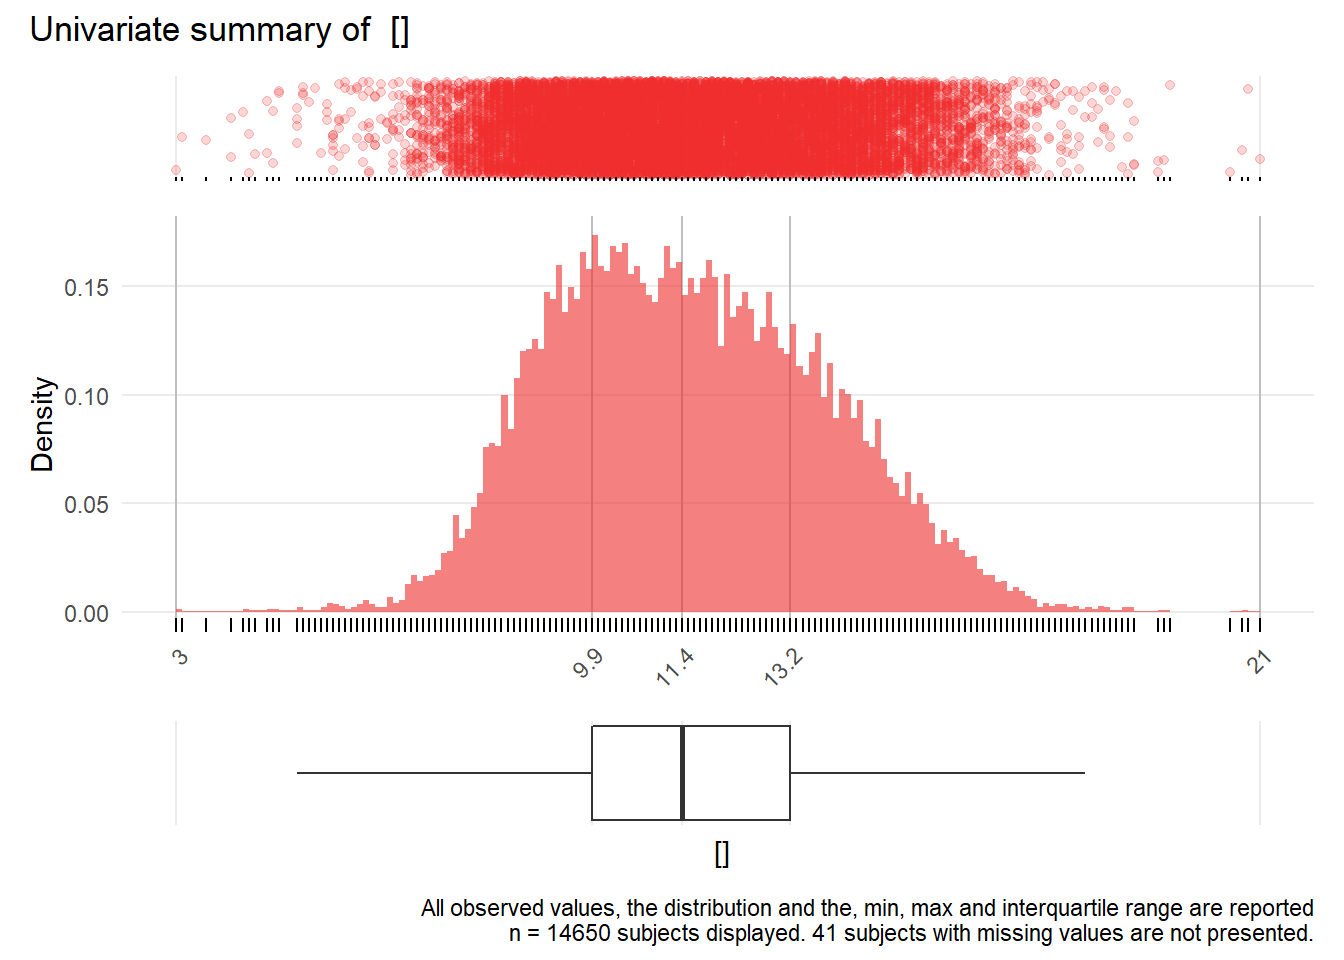 Univariate summary of  []
Density
0.15
0.10
0.05
0.00
3
9.9
11.4
13.2
21
[]
All observed values, the distribution and the, min, max and interquartile range are reported
n = 14650 subjects displayed. 41 subjects with missing values are not presented.